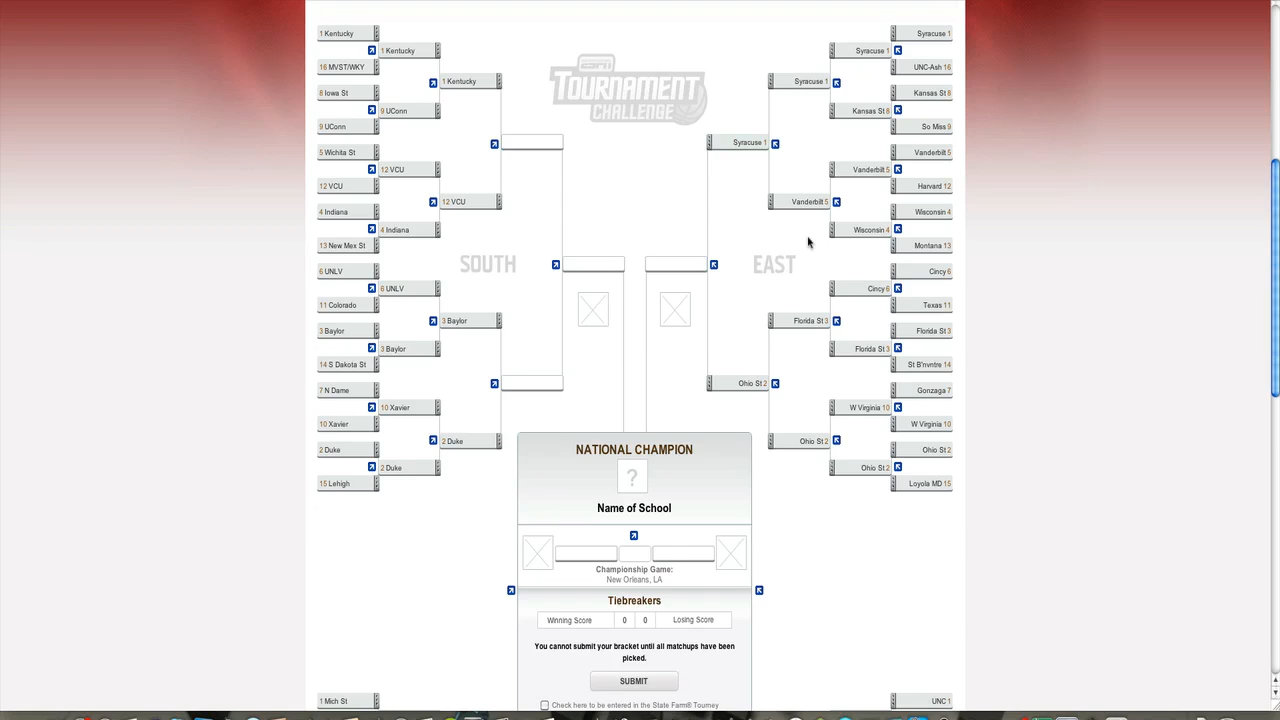 1 Kentucky
16 MVST/WKY
8 Iowa St
9 UConn
5 Wichita St
12 VCU
4 Indiana
13 New Mex St
6 UNLV
11 Colorado
3 Baylor
14 S Dakota St
7 N Dame
10 Xavier
2 Duke
15 Lehigh
1 Kentucky
9 UConn
12 VCU
4 Indiana
6 UNLV
3 Baylor
10 Xavier
2 Duke
1 Kentucky
12 VCU
3 Baylor
2 Duke
SOUTH
ESPN
TOURNAMENT
CHALLENGE
EAST
Syracuse 1
Ohio St 2
Syracuse 1
Vanderbilt 5
Florida St 3
Ohio St 2
Syracuse 1
Kansas St 8
Vanderbilt 5
Wisconsin 4
Cincy 6
Florida St 3
W Virginia 10
Ohio St 2
Syracuse 1
UNC-Ash 16
Kansas St 8
So Miss 9
Vanderbilt 5
Harvard 12
Wisconsin 4
Montana 13
Cincy 6
Texas 11
Florida St 3
St B'nvntre 14
Gonzaga 7
W Virginia 10
Ohio St 2
Loyola MD 15
NATIONAL CHAMPION
?
Name of School
Championship Game:
New Orleans, LA
Tiebreakers
Winning Score 0 0 Losing Score
You cannot submit your bracket until all matchups have been
picked.
SUBMIT
Check here to be entered in the State Farm® Tourney
1 Mich St
UNC 1